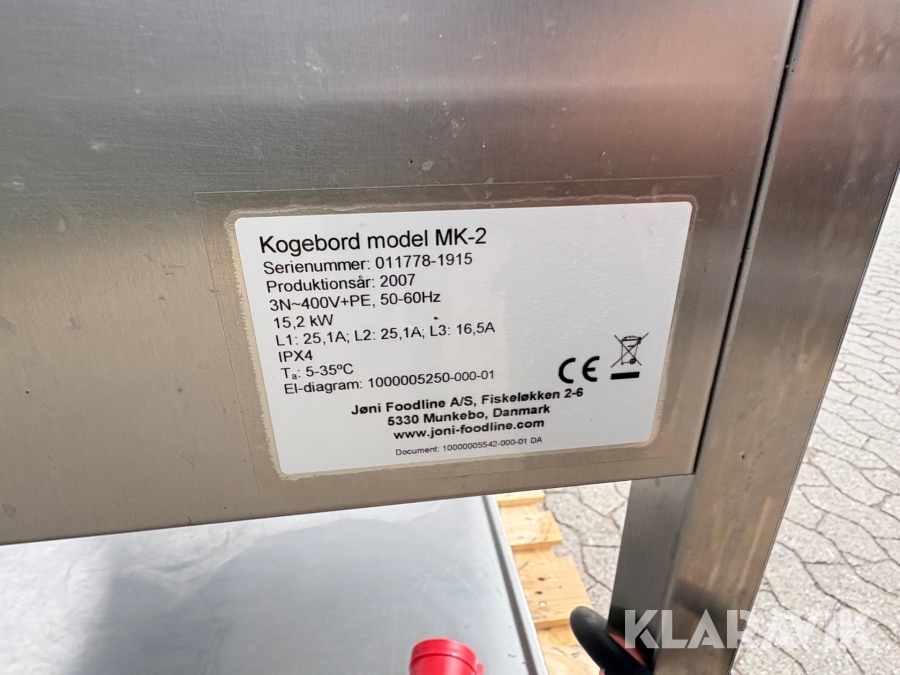 Kogebord model MK-2
Serienummer: 011778-1915
Produktionsår: 2007
3N~400V+PE, 50-60Hz
15,2 kW
L1: 25,1A; L2: 25,1A; L3: 16,5A
IPX4
Ta: 5-35ºC
El-diagram: 1000005250-000-01
CE
Jøni Foodline A/S, Fiskeløkken 2-6
5330 Munkebo, Danmark
www.joni-foodline.com
Document: 10000005542-000-01 DA
KLARAVIK